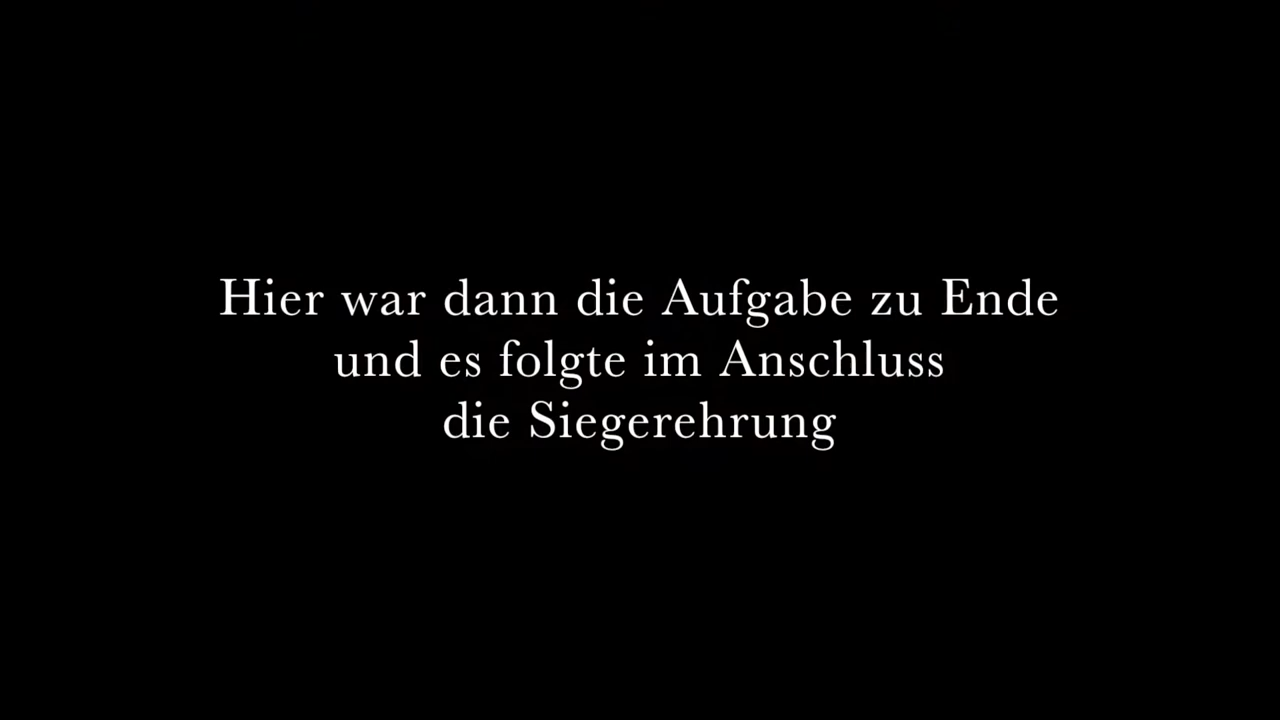 Hier war dann die Aufgabe zu Ende
und es folgte im Anschluss
die Siegerehrung